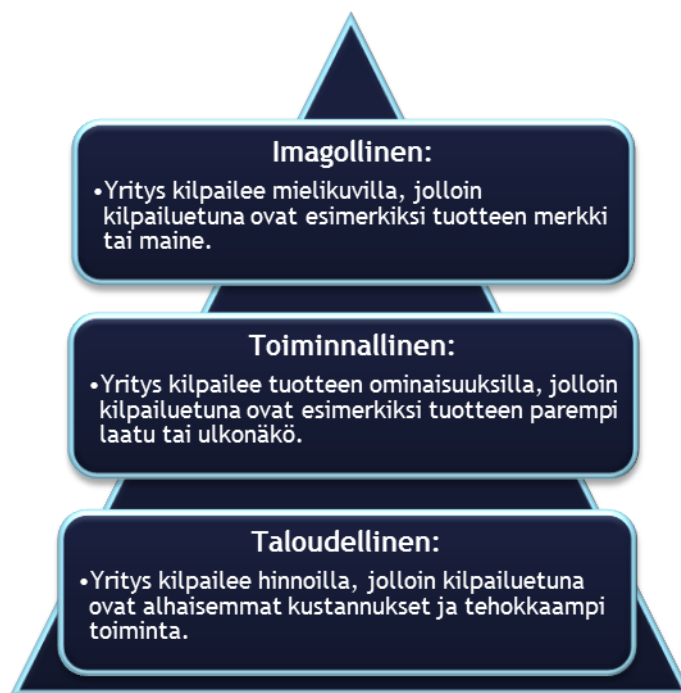 Imagollinen:
•Yritys kilpailee mielikuvilla, jolloin
kilpailuetuna ovat esimerkiksi tuotteen merkki
tai maine.
Toiminnallinen:
•Yritys kilpailee tuotteen ominaisuuksilla, jolloin
kilpailuetuna ovat esimerkiksi tuotteen parempi
laatu tai ulkonäkö.
Taloudellinen:
•Yritys kilpailee hinnoilla, jolloin kilpailuetuna
ovat alhaisemmat kustannukset ja tehokkaampi
toiminta.